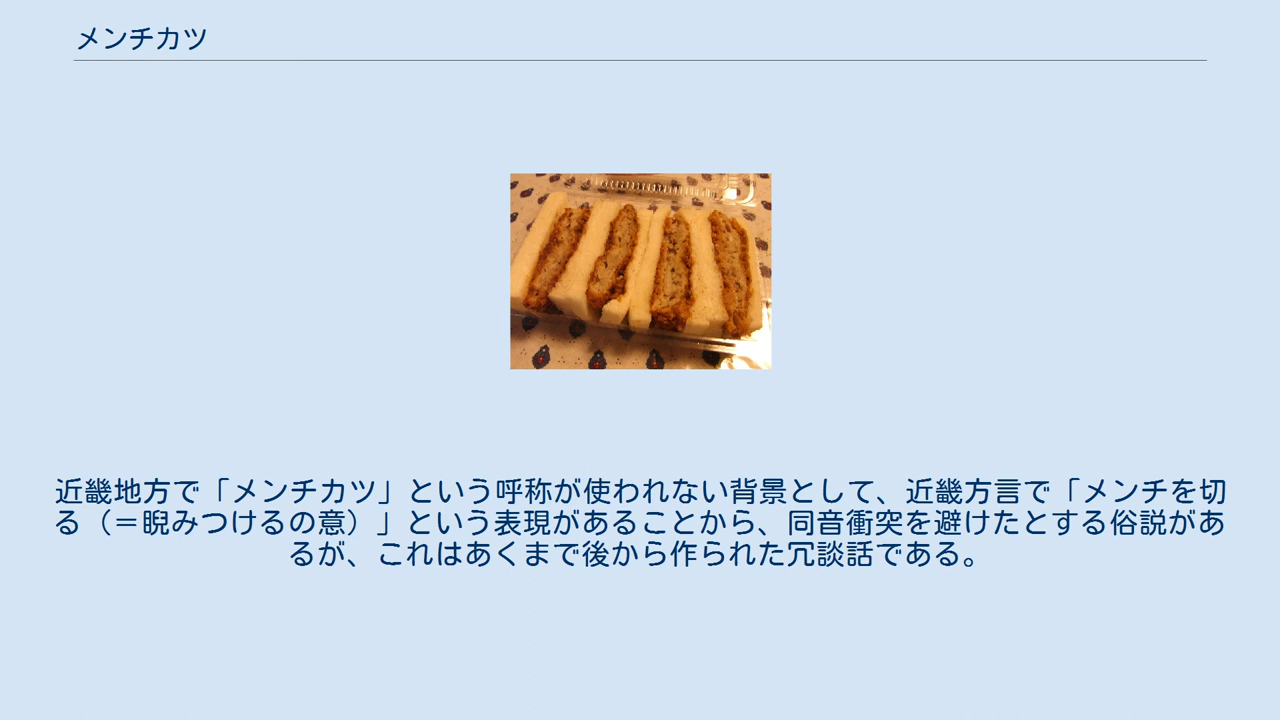 メンチカツ
近畿地方で「メンチカツ」という呼称が使われない背景として、近畿方言で「メンチを切
る（＝睨みつけるの意）」という表現があることから、同音衝突を避けたとする俗説があ
るが、これはあくまで後から作られた冗談話である。